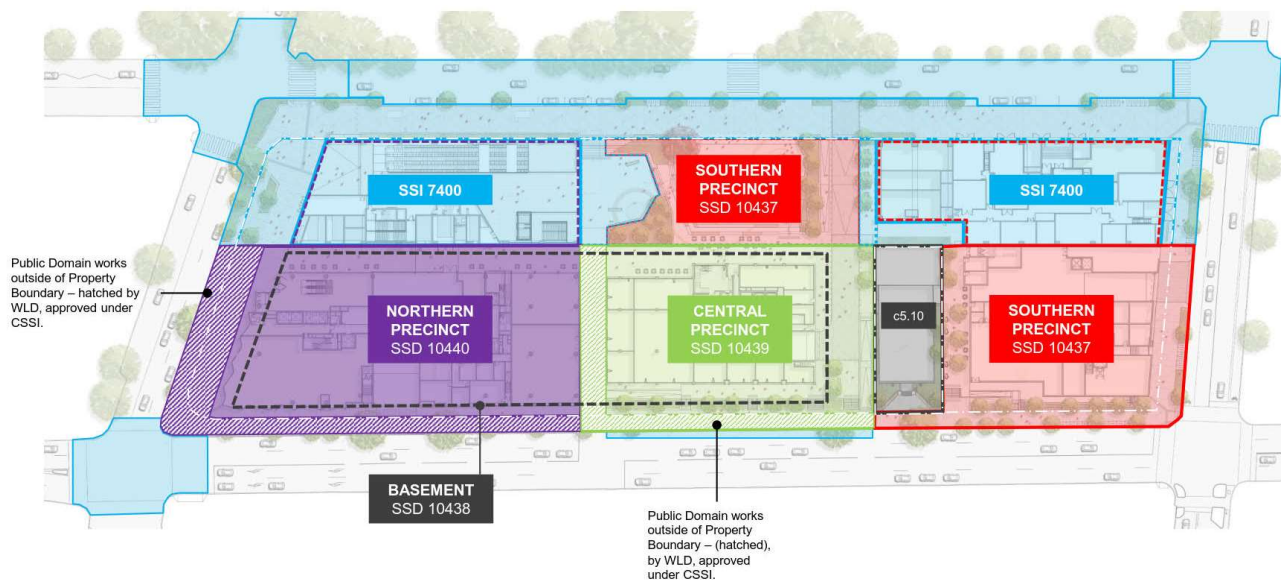 SSI 7400
SOUTHERN
PRECINCT
SSD 10437
SSI 7400
Public Domain works
outside of Property
Boundary – hatched by
WLD, approved under
CSSI.
NORTHERN
PRECINCT
SSD 10440
CENTRAL
PRECINCT
SSD 10439
c5.10
SOUTHERN
PRECINCT
SSD 10437
BASEMENT
SSD 10438
Public Domain works
outside of Property
Boundary – (hatched),
by WLD, approved
under CSSI.